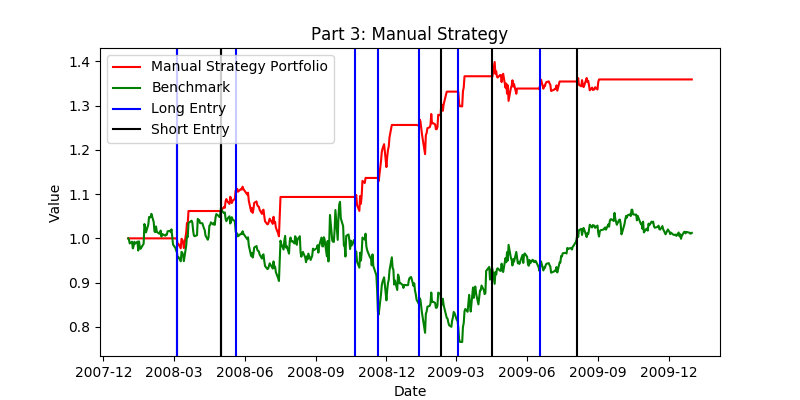 Part 3: Manual Strategy
Manual Strategy Portfolio
Benchmark
Long Entry
Short Entry
Value
1.4
1.3
1.2
1.1
1.0
0.9
0.8
2007-12 2008-03 2008-06 2008-09 2008-12 2009-03 2009-06 2009-09 2009-12
Date